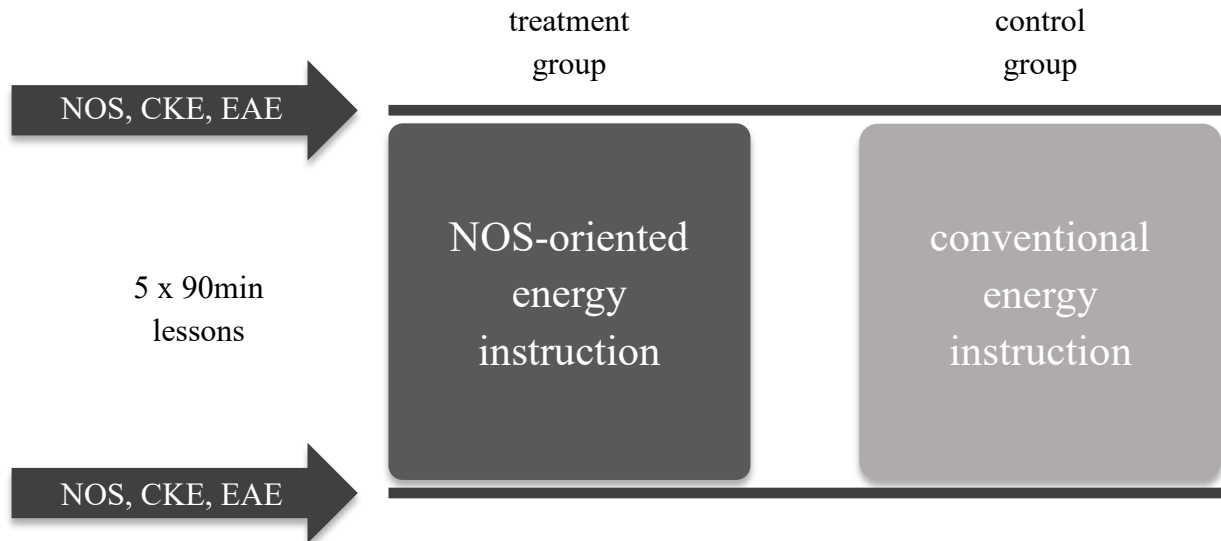 treatment
group
control
group
NOS, CKE, EAE
NOS-oriented
energy
instruction
conventional
energy
instruction
5 x 90min
lessons
NOS, CKE, EAE